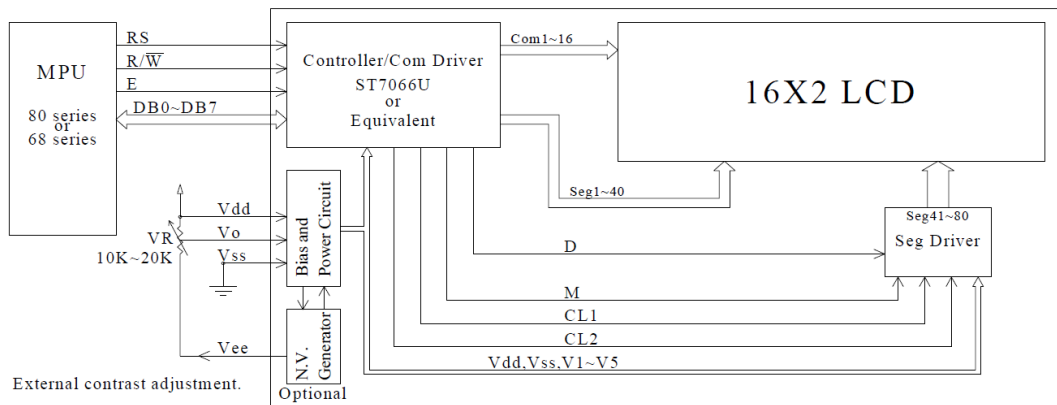 MPU
80 series
or
68 series
RS
R/W̅
E
DB0~DB7
Controller/Com Driver
ST7066U
or
Equivalent
Com1~16
16X2 LCD
Seg1~40
Seg41~80
Seg Driver
Vdd
Vo
Vss
VR
10K~20K
Bias and
Power Circuit
D
M
CL1
CL2
Vdd,Vss,V1~V5
Vee
N.V.
Generator
Optional
External contrast adjustment.